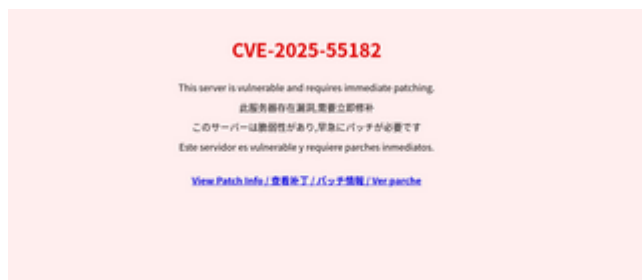 CVE-2025-55182
This server is vulnerable and requires immediate patching.
此服务器存在漏洞,需要立即修补
このサーバーは脆弱性があり,早急にパッチが必要です
Este servidor es vulnerable y requiere parches inmediatos.
View Patch Info / 查看补丁 / パッチ情報 / Ver parche